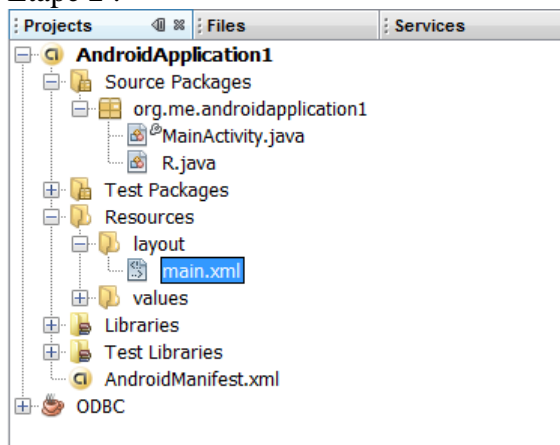 Projects Files Services
AndroidApplication1
Source Packages
org.me.androidapplication1
MainActivity.java
R.java
Test Packages
Resources
layout
main.xml
values
Libraries
Test Libraries
AndroidManifest.xml
ODBC